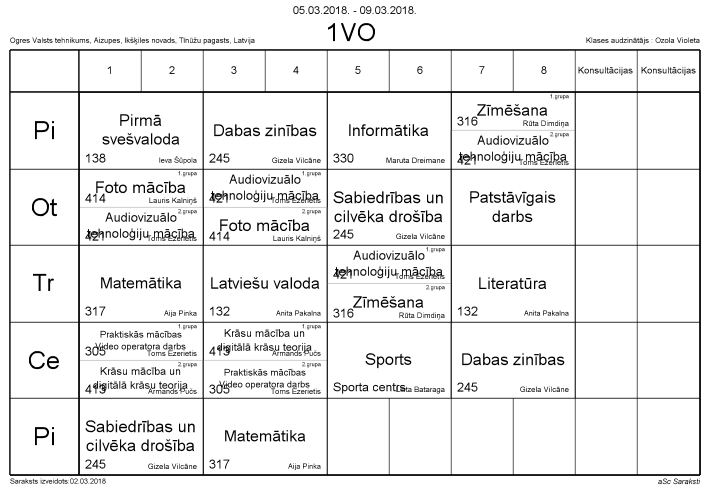 05.03.2018. - 09.03.2018.
1VO
Ogres Valsts tehnikums, Aizupes, Ikšķiles novads, Tīnūžu pagasts, Latvija
Klases audzinātājs : Ozola Violeta
1 2 3 4 5 6 7 8 Konsultācijas Konsultācijas
Pi
Pirmā
svešvaloda
138 Ieva Šūpola
Dabas zinības
245 Gizela Vilcāne
Informātika
330 Maruta Dreimane
1.grupa
Zīmēšana
316 Rūta Dimdiņa
2.grupa
Audiovizuālo
tehnoloģiju mācība
421 Toms Ezerietis
Ot
1.grupa
Foto mācība
414 Lauris Kalniņš
2.grupa
Audiovizuālo
tehnoloģiju mācība
421 Toms Ezerietis
1.grupa
Audiovizuālo
tehnoloģiju mācība
421 Toms Ezerietis
2.grupa
Foto mācība
414 Lauris Kalniņš
Sabiedrības un
cilvēka drošība
245 Gizela Vilcāne
Patstāvīgais
darbs
Tr
Matemātika
317 Aija Pinka
Latviešu valoda
132 Anita Pakalna
1.grupa
Audiovizuālo
tehnoloģiju mācība
421 Toms Ezerietis
2.grupa
Zīmēšana
316 Rūta Dimdiņa
Literatūra
132 Anita Pakalna
Ce
1.grupa
Praktiskās mācības
Video operatora darbs
305 Toms Ezerietis
2.grupa
Krāsu mācība un
digitālā krāsu teorija
413 Armands Pučs
1.grupa
Krāsu mācība un
digitālā krāsu teorija
413 Armands Pučs
2.grupa
Praktiskās mācības
Video operatora darbs
305 Toms Ezerietis
Sports
Sporta centrs Bataraga
Dabas zinības
245 Gizela Vilcāne
Pi
Sabiedrības un
cilvēka drošība
245 Gizela Vilcāne
Matemātika
317 Aija Pinka
Saraksts izveidots:02.03.2018
aSc Saraksti